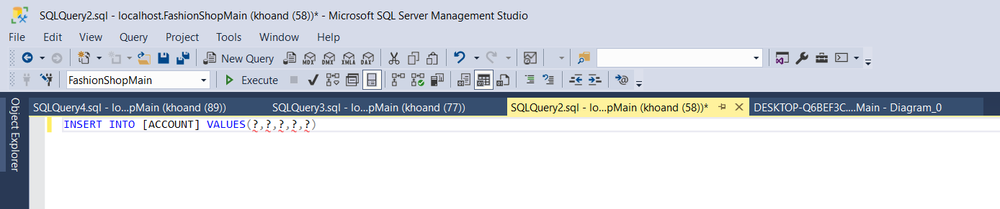 SQLQuery2.sql - localhost.FashionShopMain (khoand (58))* - Microsoft SQL Server Management Studio
File Edit View Query Project Tools Window Help
New Query MDX DMX XMLA DAX
FashionShopMain Execute
SQLQuery4.sql - lo...pMain (khoand (89)) SQLQuery3.sql - lo...pMain (khoand (77)) SQLQuery2.sql - lo...pMain (khoand (58))* DESKTOP-Q6BEF3C....Main - Diagram_0
Object Explorer
INSERT INTO [ACCOUNT] VALUES(?,?,?,?,?)